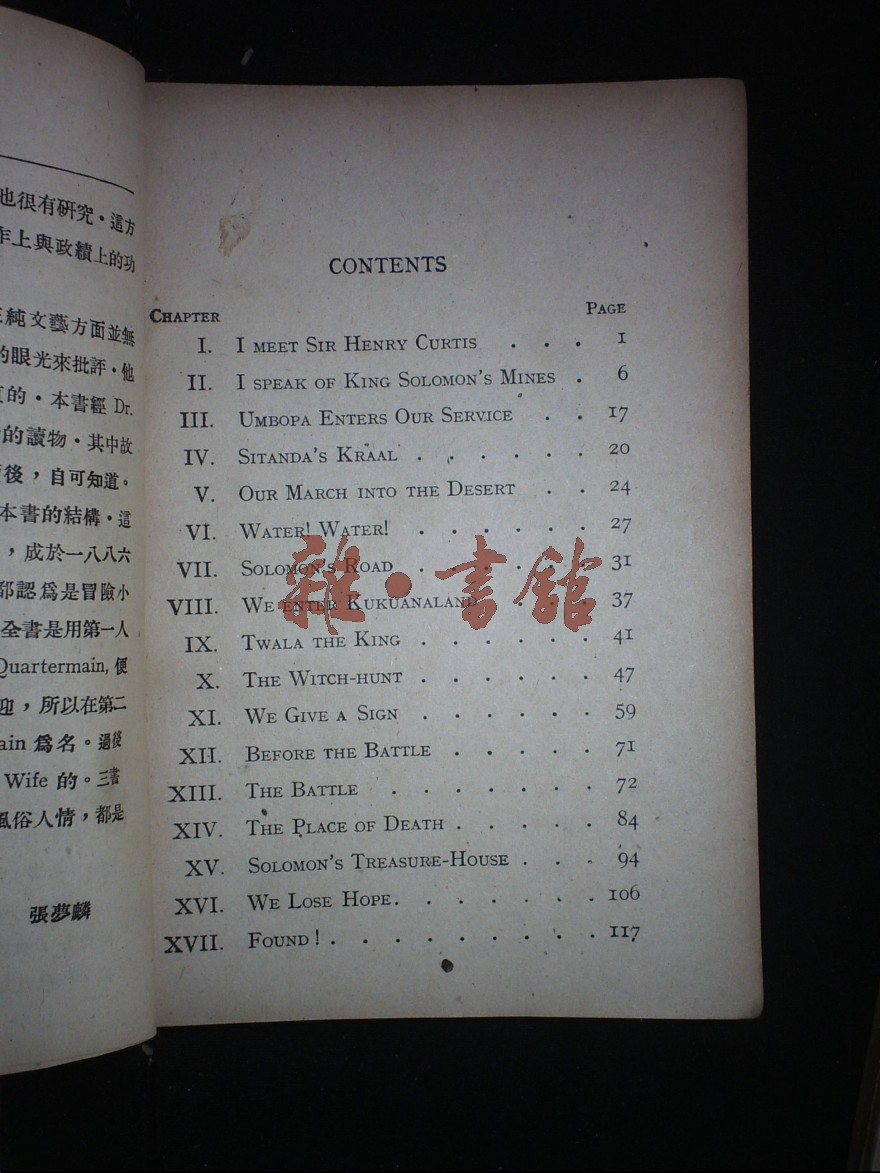 也很有研究・這方
作上與政績上的功
純文藝方面並無
的眼光來批評・他
的・本書經 Dr.
的讀物・其中故
後，自可知道。
本書的結構・這
，成於一八八六
都認爲是冒險小
全書是用第一人
Quartermain, 便
迎，所以在第二
ain 爲名。過後
Wife 的。三書
風俗人情，都是
張夢麟
CONTENTS
CHAPTER PAGE
I. I MEET SIR HENRY CURTIS . . . 1
II. I SPEAK OF KING SOLOMON'S MINES . 6
III. UMBOPA ENTERS OUR SERVICE . . 17
IV. SITANDA'S KRAAL . . . . . . 20
V. OUR MARCH INTO THE DESERT . . 24
VI. WATER! WATER! . . . . . . 27
VII. SOLOMON'S ROAD . . . . . . 31
VIII. WE ENTER KUKUANALAND . . . 37
IX. TWALA THE KING . . . . . . 41
X. THE WITCH-HUNT . . . . . . 47
XI. WE GIVE A SIGN . . . . . . 59
XII. BEFORE THE BATTLE . . . . . 71
XIII. THE BATTLE . . . . . . . 72
XIV. THE PLACE OF DEATH . . . . . 84
XV. SOLOMON'S TREASURE-HOUSE . . . 94
XVI. WE LOSE HOPE. . . . . . . 106
XVII. FOUND! . . . . . . . . . 117
雜・書館